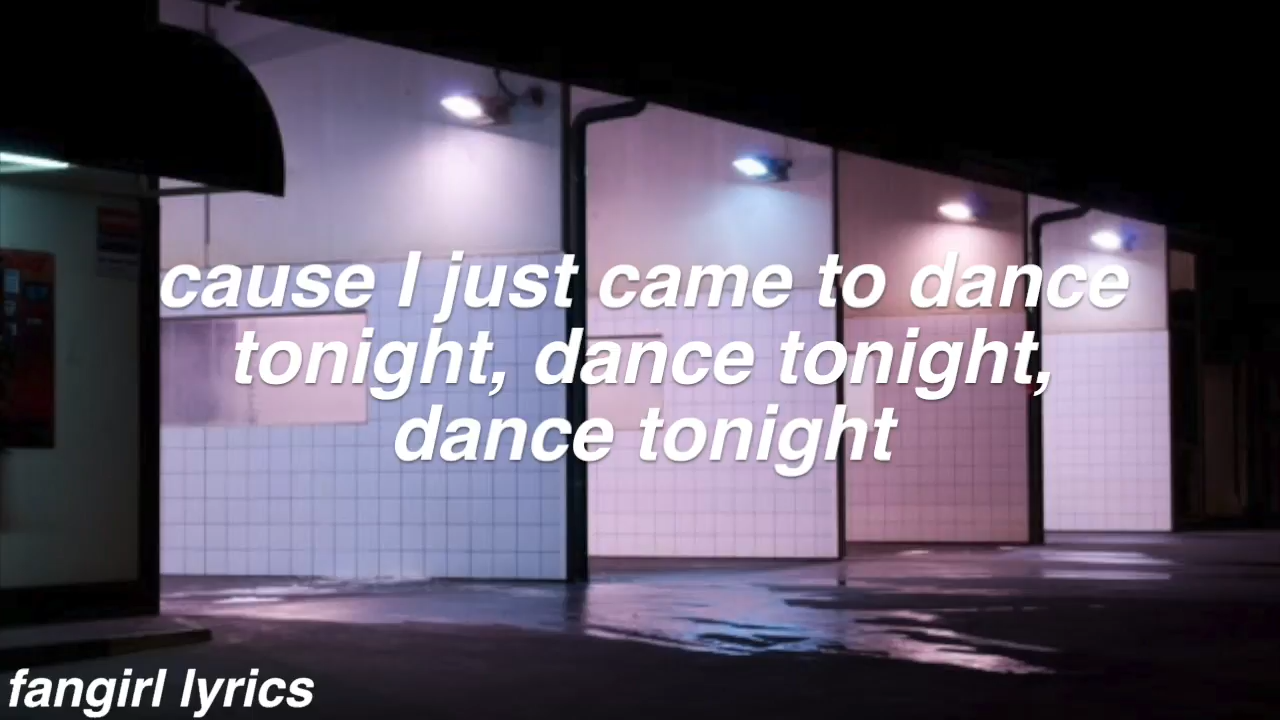 cause I just came to dance
tonight, dance tonight,
dance tonight
fangirl lyrics